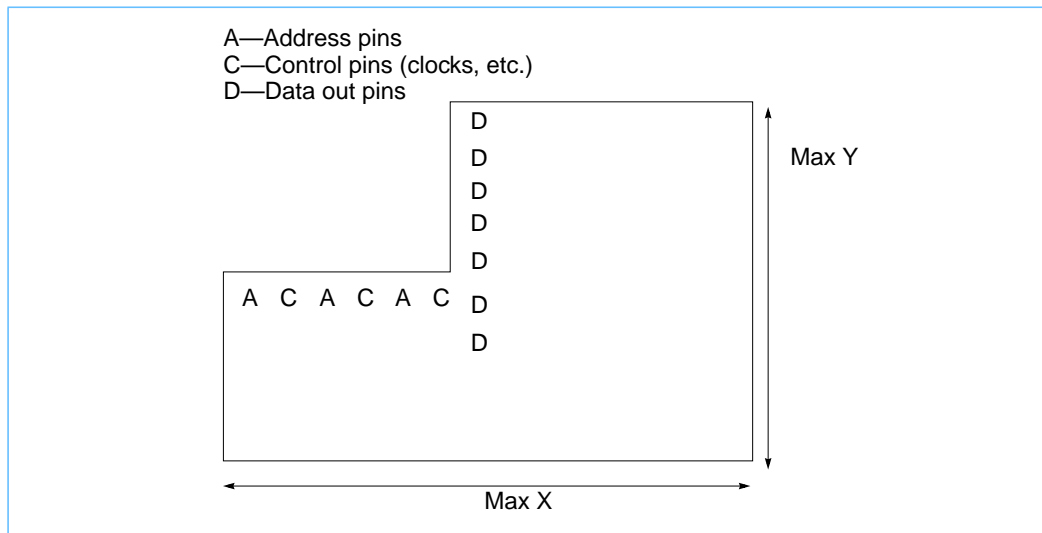 A—Address pins
C—Control pins (clocks, etc.)
D—Data out pins
D
D
Max Y
D
D
D
A C A C A C D
D
Max X